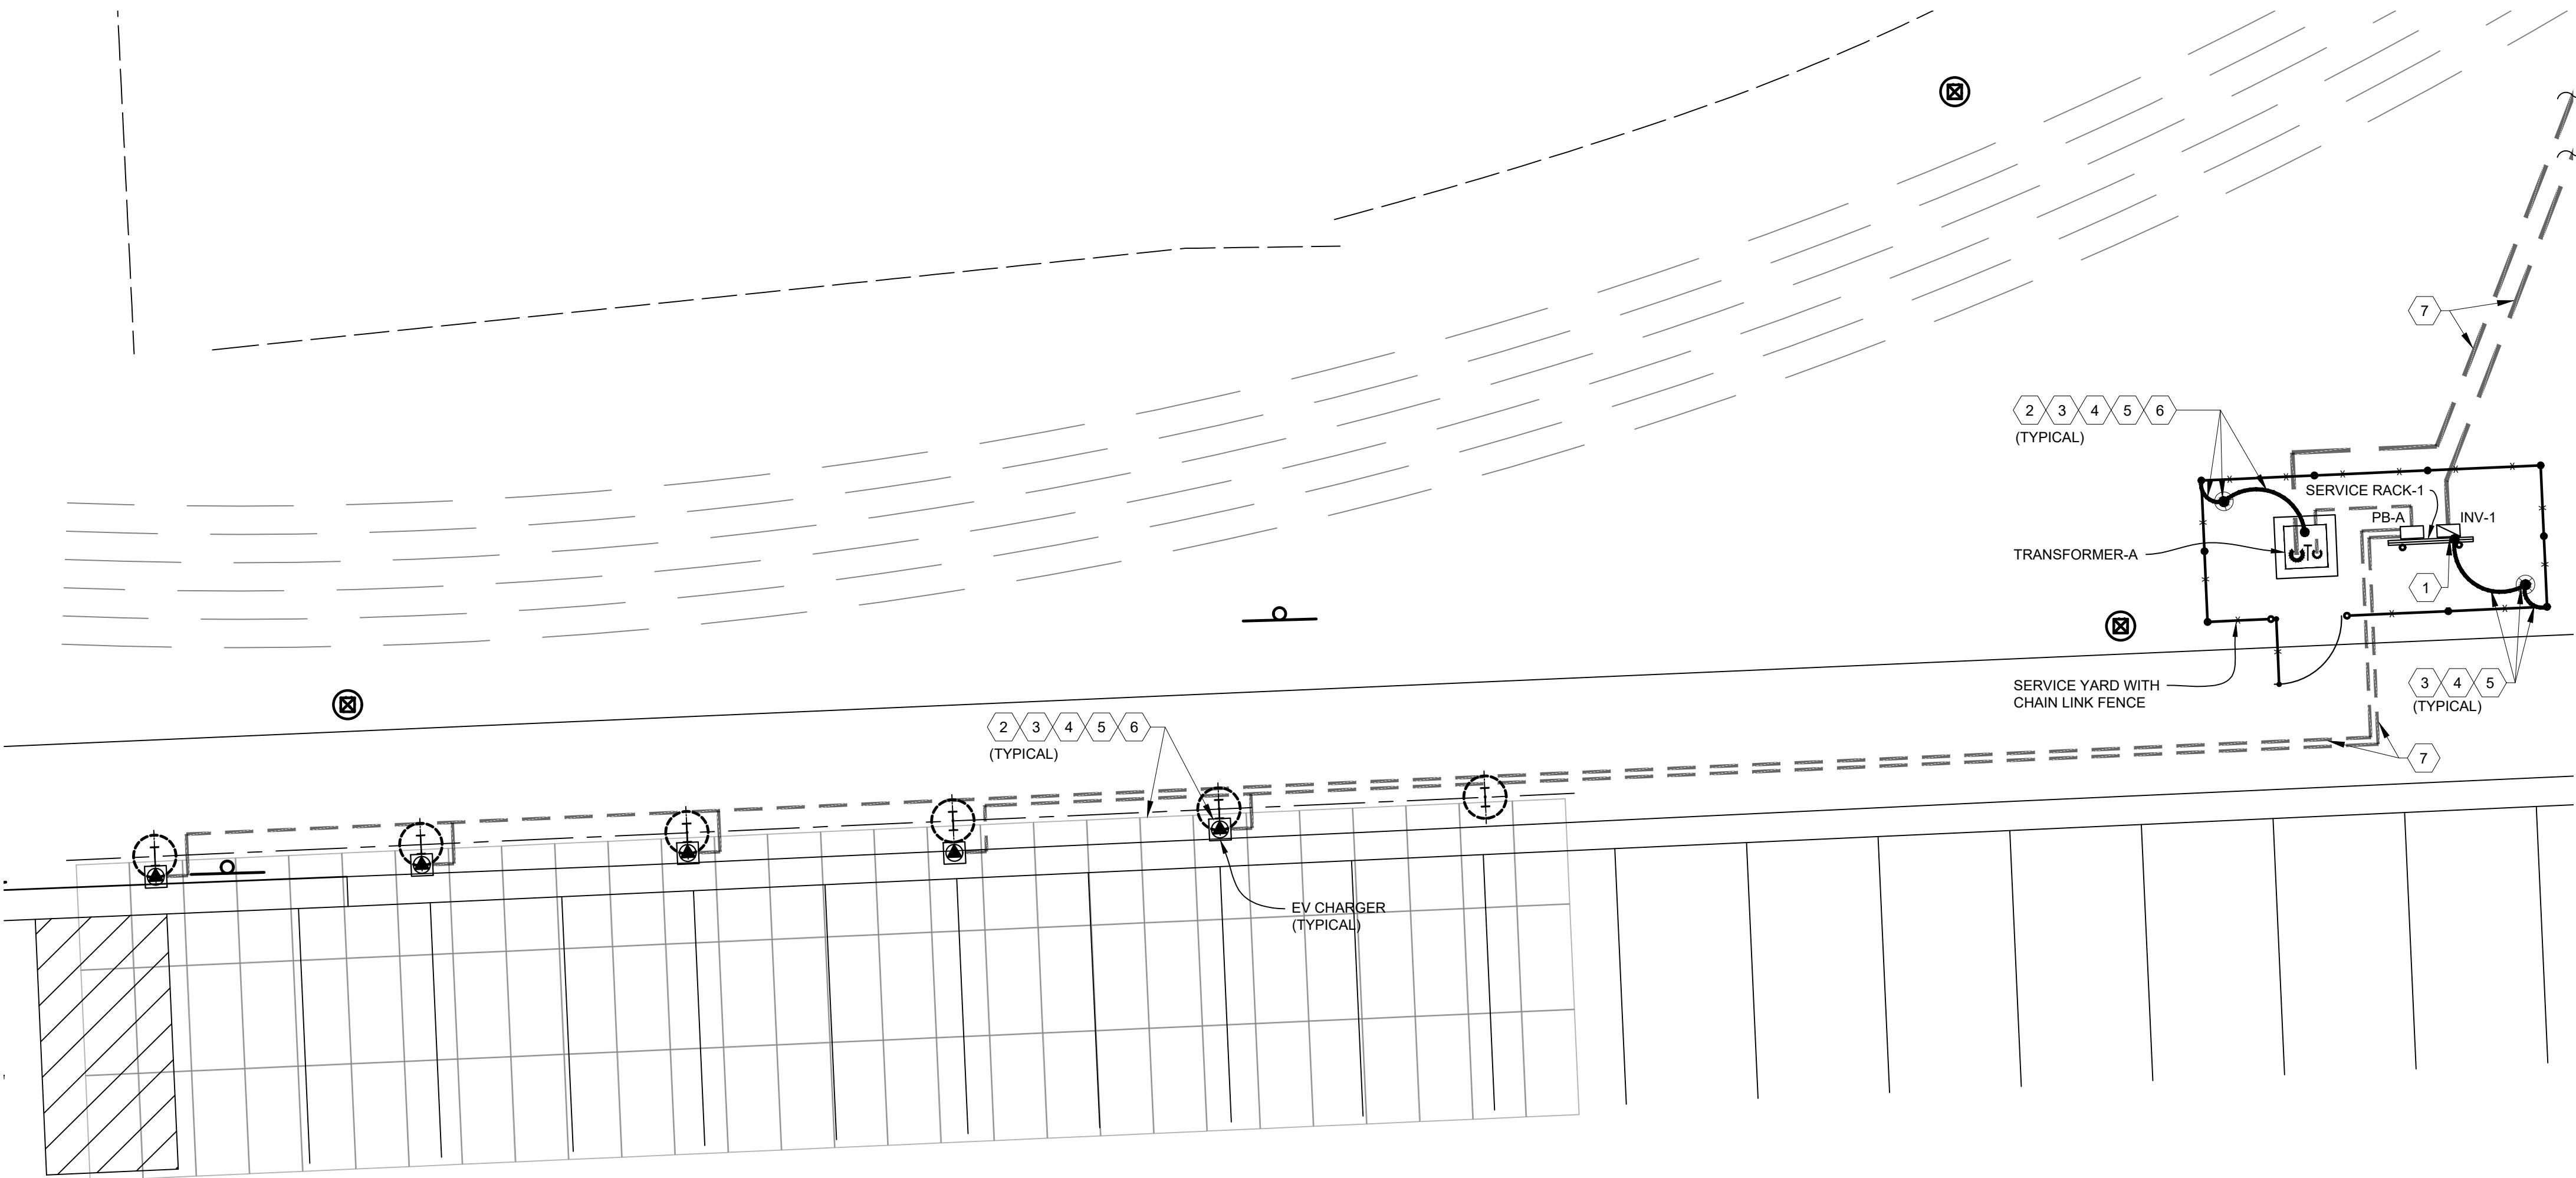 7
2 3 4 5 6
(TYPICAL)
SERVICE RACK-1
PB-A
INV-1
T
TRANSFORMER-A
1
SERVICE YARD WITH
CHAIN LINK FENCE
3 4 5
(TYPICAL)
2 3 4 5 6
(TYPICAL)
7
EV CHARGER
(TYPICAL)